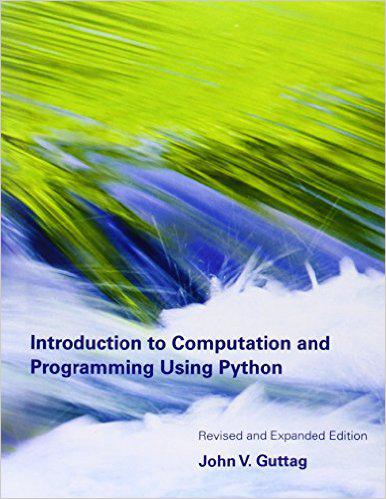 Introduction to Computation and
Programming Using Python
Revised and Expanded Edition
John V. Guttag